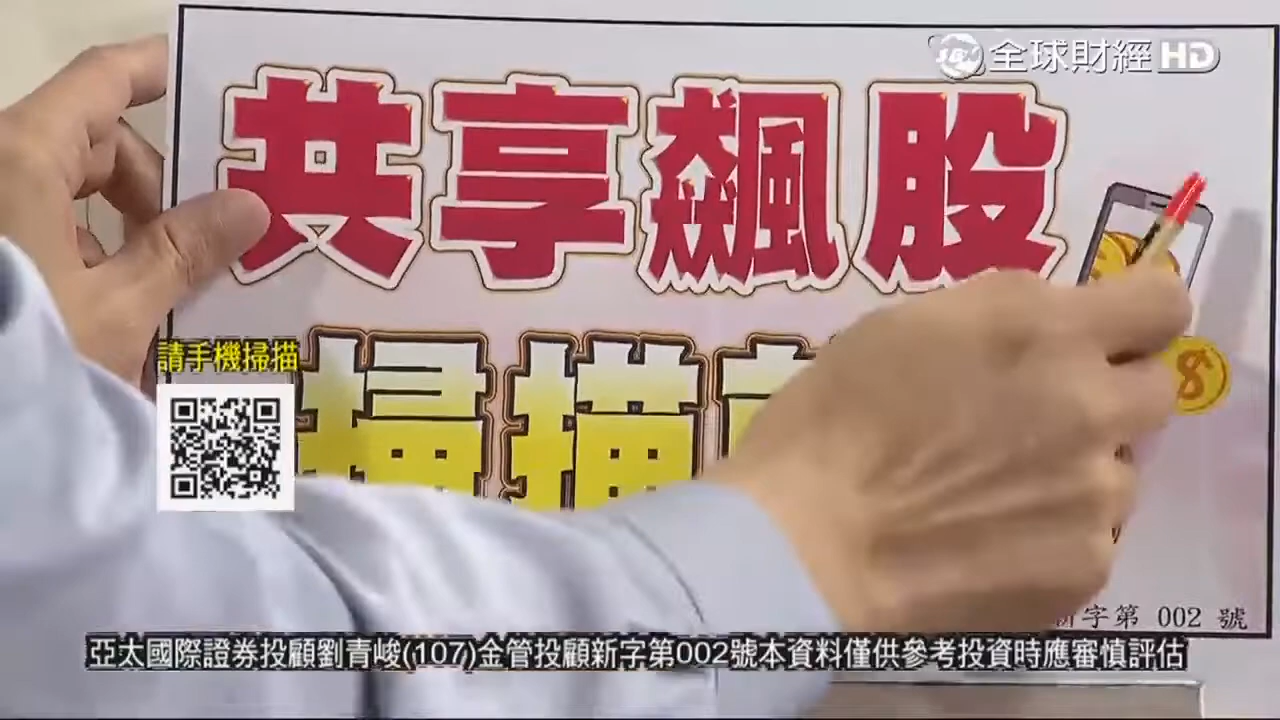 全球財經HD
共享飆股
請手機掃描
掃描
新字第 002 號
亞太國際證券投顧劉青峻(107)金管投顧新字第002號本資料僅供參考投資時應審慎評估